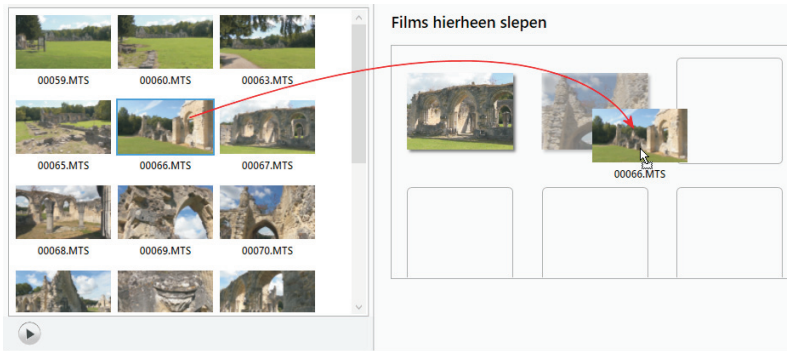 Films hierheen slepen
00059.MTS
00060.MTS
00063.MTS
00065.MTS
00066.MTS
00067.MTS
00066.MTS
00068.MTS
00069.MTS
00070.MTS